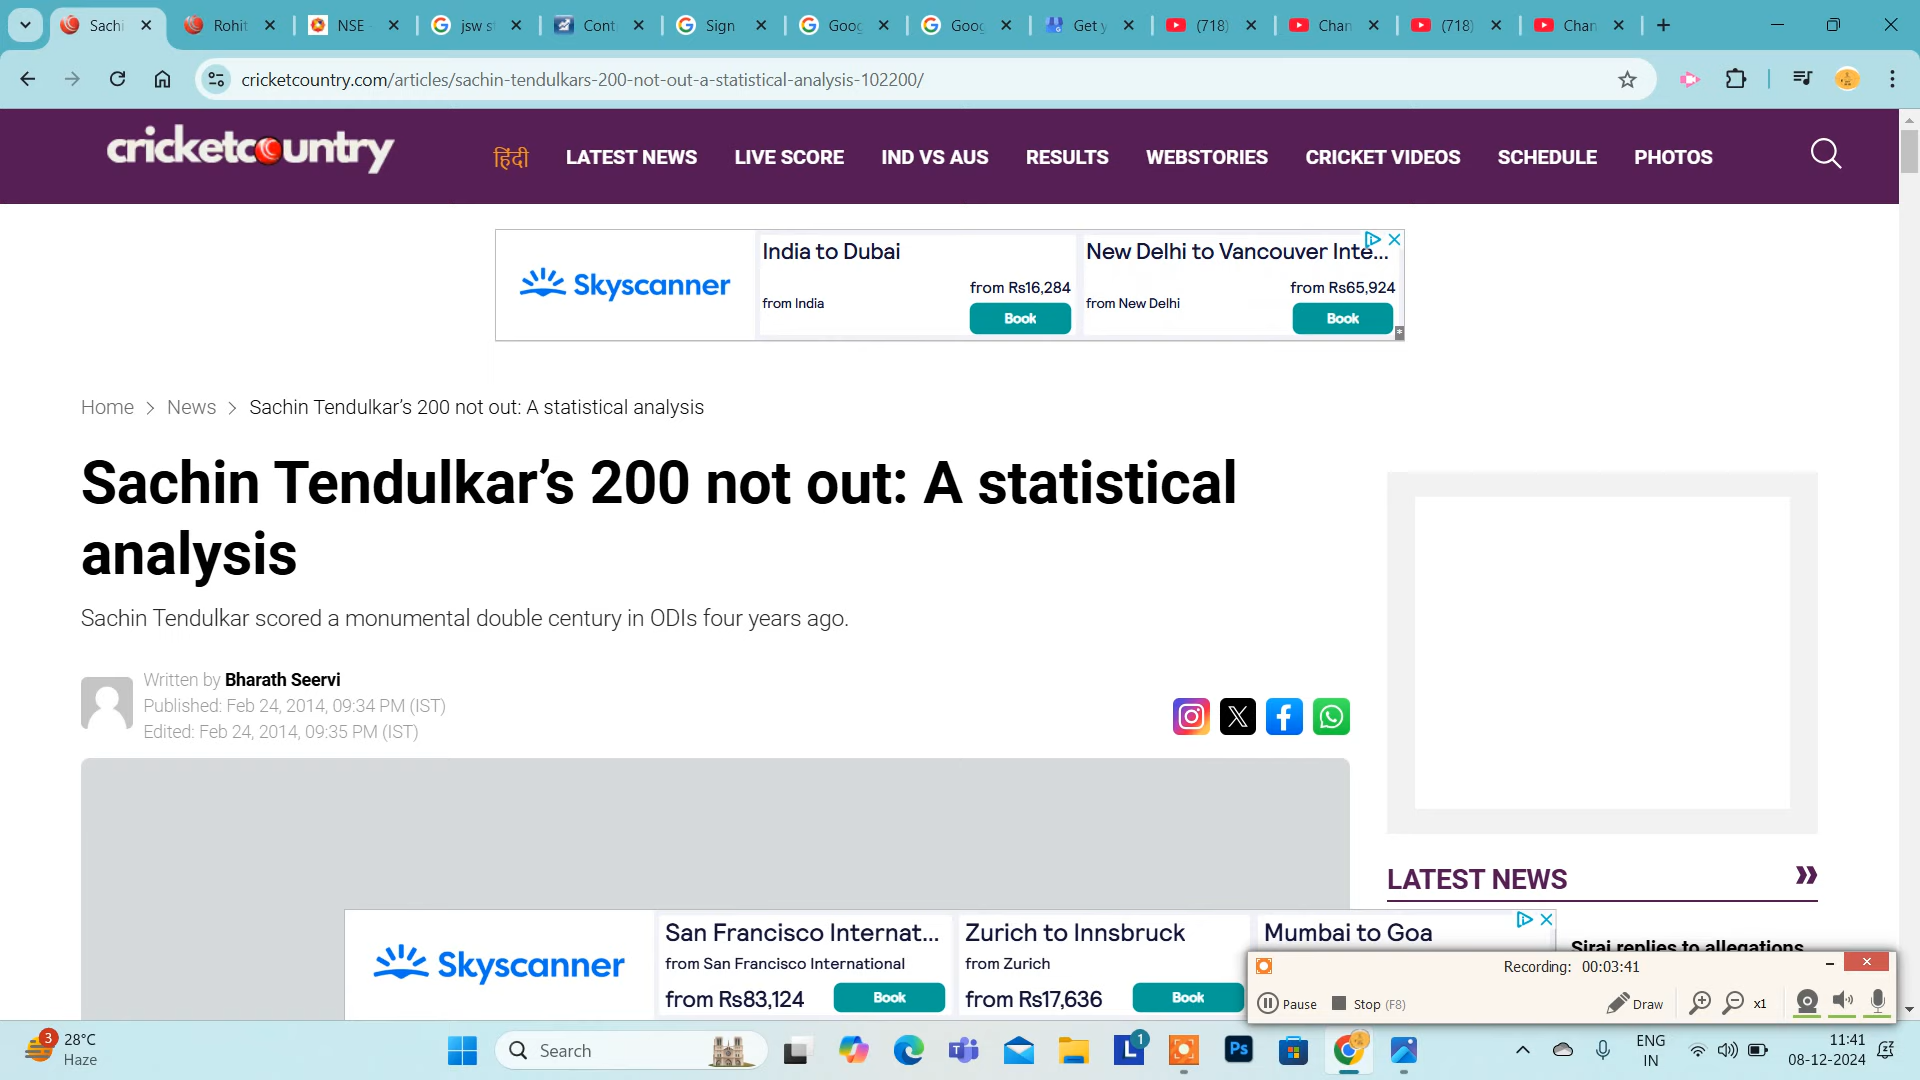 Sachi
Rohit
NSE
jsw s
Cont
Sign
Goog
Goog
Get y
(718)
Chan
(718)
Chan
cricketcountry.com/articles/sachin-tendulkars-200-not-out-a-statistical-analysis-102200/
cricketcountry
हिंदी
LATEST NEWS
LIVE SCORE
IND VS AUS
RESULTS
WEBSTORIES
CRICKET VIDEOS
SCHEDULE
PHOTOS
Skyscanner
India to Dubai
from India
from Rs16,284
Book
New Delhi to Vancouver Inte...
from New Delhi
from Rs65,924
Book
Home > News > Sachin Tendulkar’s 200 not out: A statistical analysis
Sachin Tendulkar’s 200 not out: A statistical
analysis
Sachin Tendulkar scored a monumental double century in ODIs four years ago.
Written by Bharath Seervi
Published: Feb 24, 2014, 09:34 PM (IST)
Edited: Feb 24, 2014, 09:35 PM (IST)
LATEST NEWS
Siraj replies to allegations
Skyscanner
San Francisco Internat...
from San Francisco International
from Rs83,124
Book
Zurich to Innsbruck
from Zurich
from Rs17,636
Book
Mumbai to Goa
Recording: 00:03:41
Pause
Stop (F8)
Draw
x1
3
28°C
Haze
Search
1
Ps
ENG
IN
11:41
08-12-2024